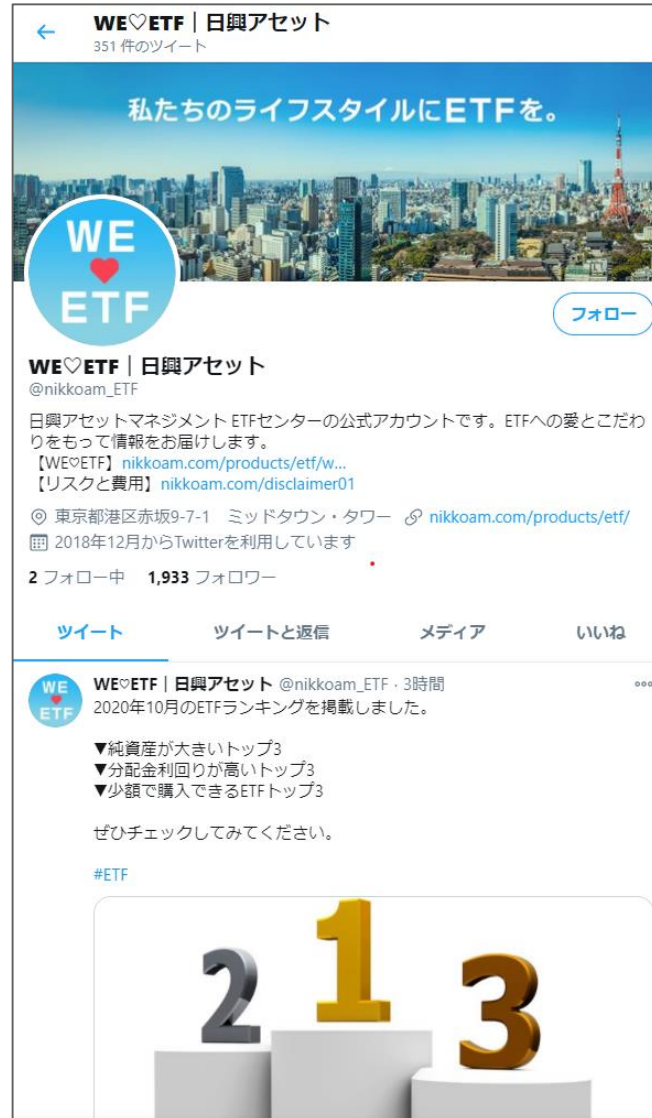 WE♡ETF｜日興アセット
351 件のツイート
私たちのライフスタイルにETFを。
WE
ETF
フォロー
WE♡ETF｜日興アセット
@nikkoam_ETF
日興アセットマネジメント ETFセンターの公式アカウントです。ETFへの愛とこだわ
りをもって情報をお届けします。
【WE♡ETF】nikkoam.com/products/etf/w...
【リスクと費用】nikkoam.com/disclaimer01
東京都港区赤坂9-7-1　ミッドタウン・タワー nikkoam.com/products/etf/
2018年12月からTwitterを利用しています
2 フォロー中 1,933 フォロワー
ツイート ツイートと返信 メディア いいね
WE
ETF
WE♡ETF｜日興アセット @nikkoam_ETF · 3時間
2020年10月のETFランキングを掲載しました。
▼純資産が大きいトップ3
▼分配金利回りが高いトップ3
▼少額で購入できるETFトップ3
ぜひチェックしてみてください。
#ETF
2 1 3